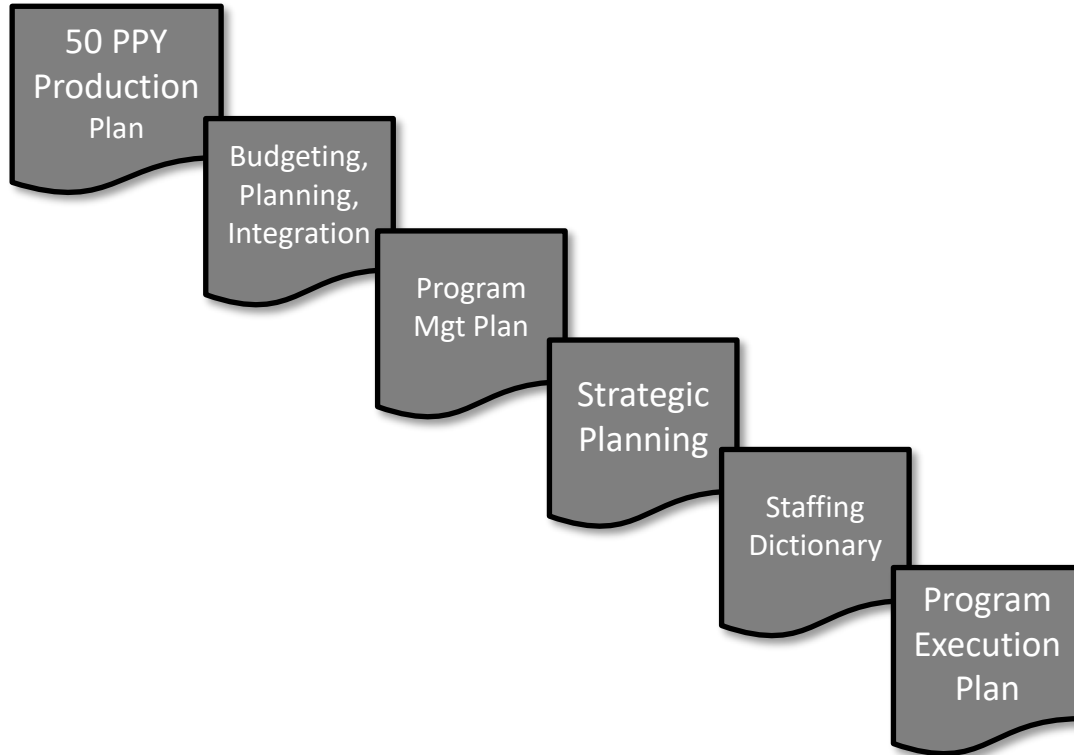 50 PPY
Production
Plan
Budgeting,
Planning,
Integration
Program
Mgt Plan
Strategic
Planning
Staffing
Dictionary
Program
Execution
Plan